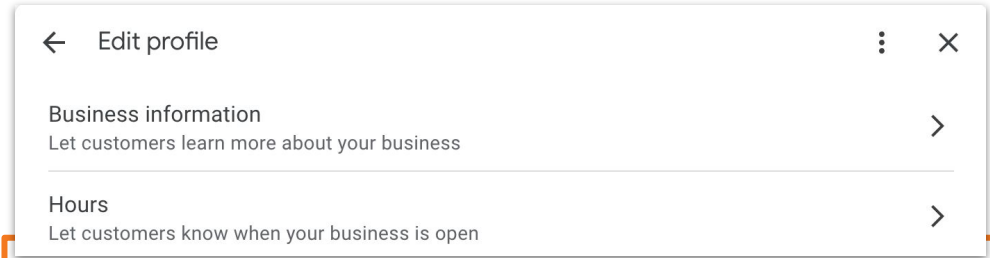 Edit profile
Business information
Let customers learn more about your business
Hours
Let customers know when your business is open